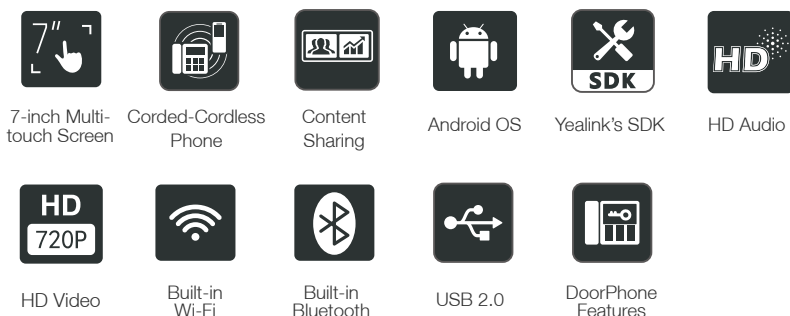 7"
SDK
HD
7-inch Multi-
touch Screen
Corded-Cordless
Phone
Content
Sharing
Android OS
Yealink's SDK
HD Audio
HD
720P
HD Video
Built-in
Wi-Fi
Built-in
Bluetooth
USB 2.0
DoorPhone
Features